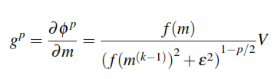 g^p = ∂ϕ^p / ∂m = f(m) / (f(m^(k−1))^2 + ε^2)^(1−p/2) V